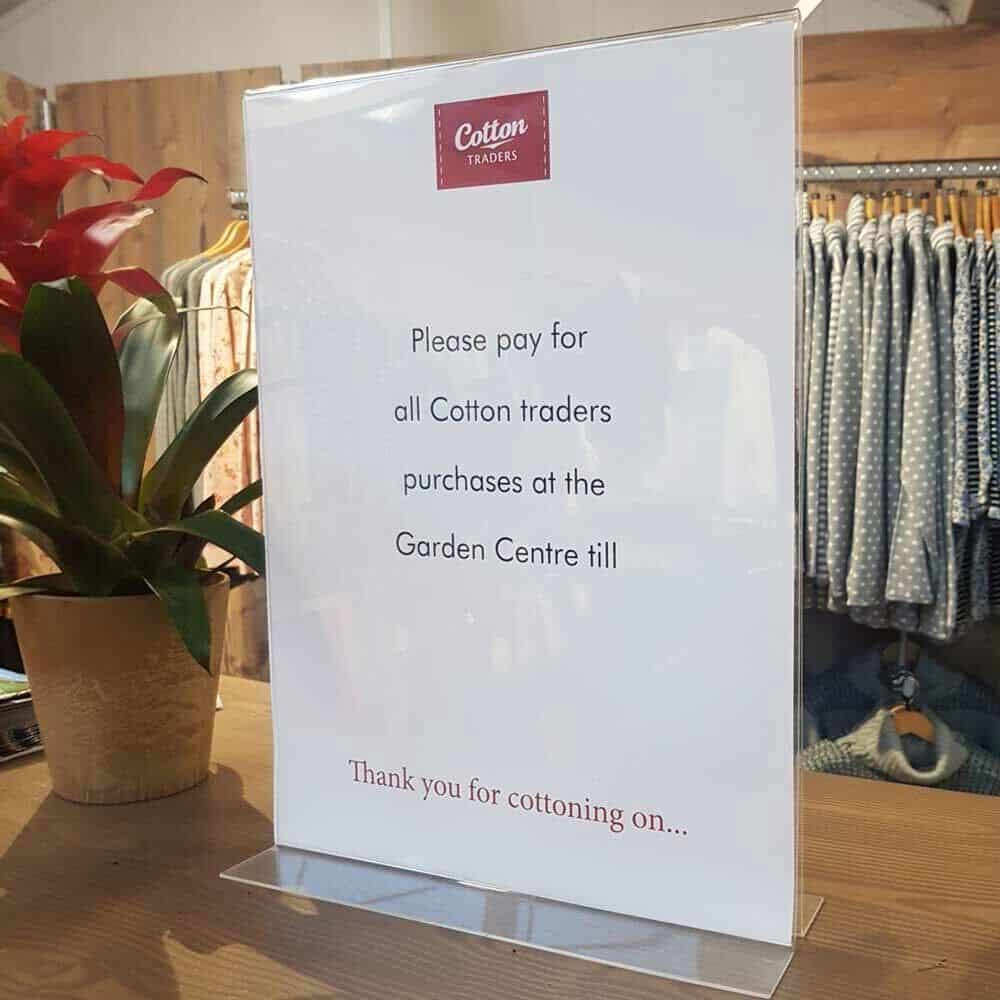 Cotton
TRADERS
Please pay for
all Cotton traders
purchases at the
Garden Centre till
Thank you for cottoning on...